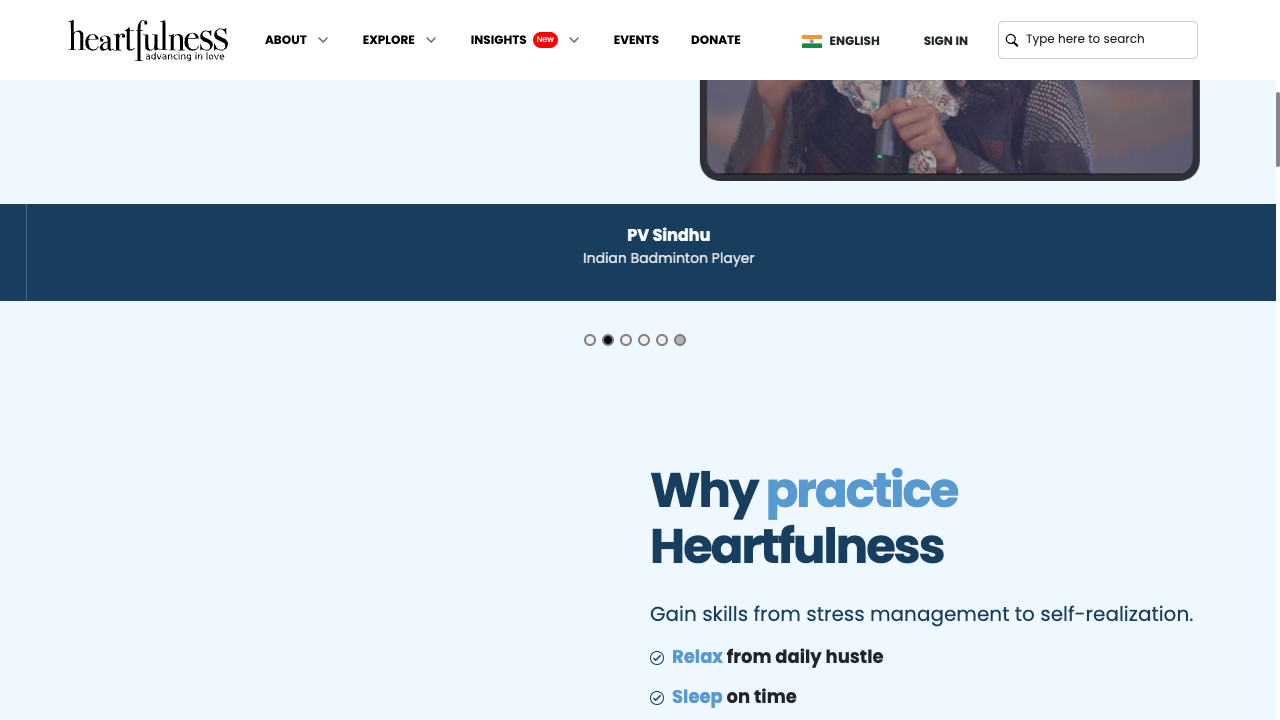 heartfulness
advancing in love
ABOUT
EXPLORE
INSIGHTS New
EVENTS
DONATE
ENGLISH
SIGN IN
Type here to search
PV Sindhu
Indian Badminton Player
Why practice
Heartfulness
Gain skills from stress management to self-realization.
Relax from daily hustle
Sleep on time